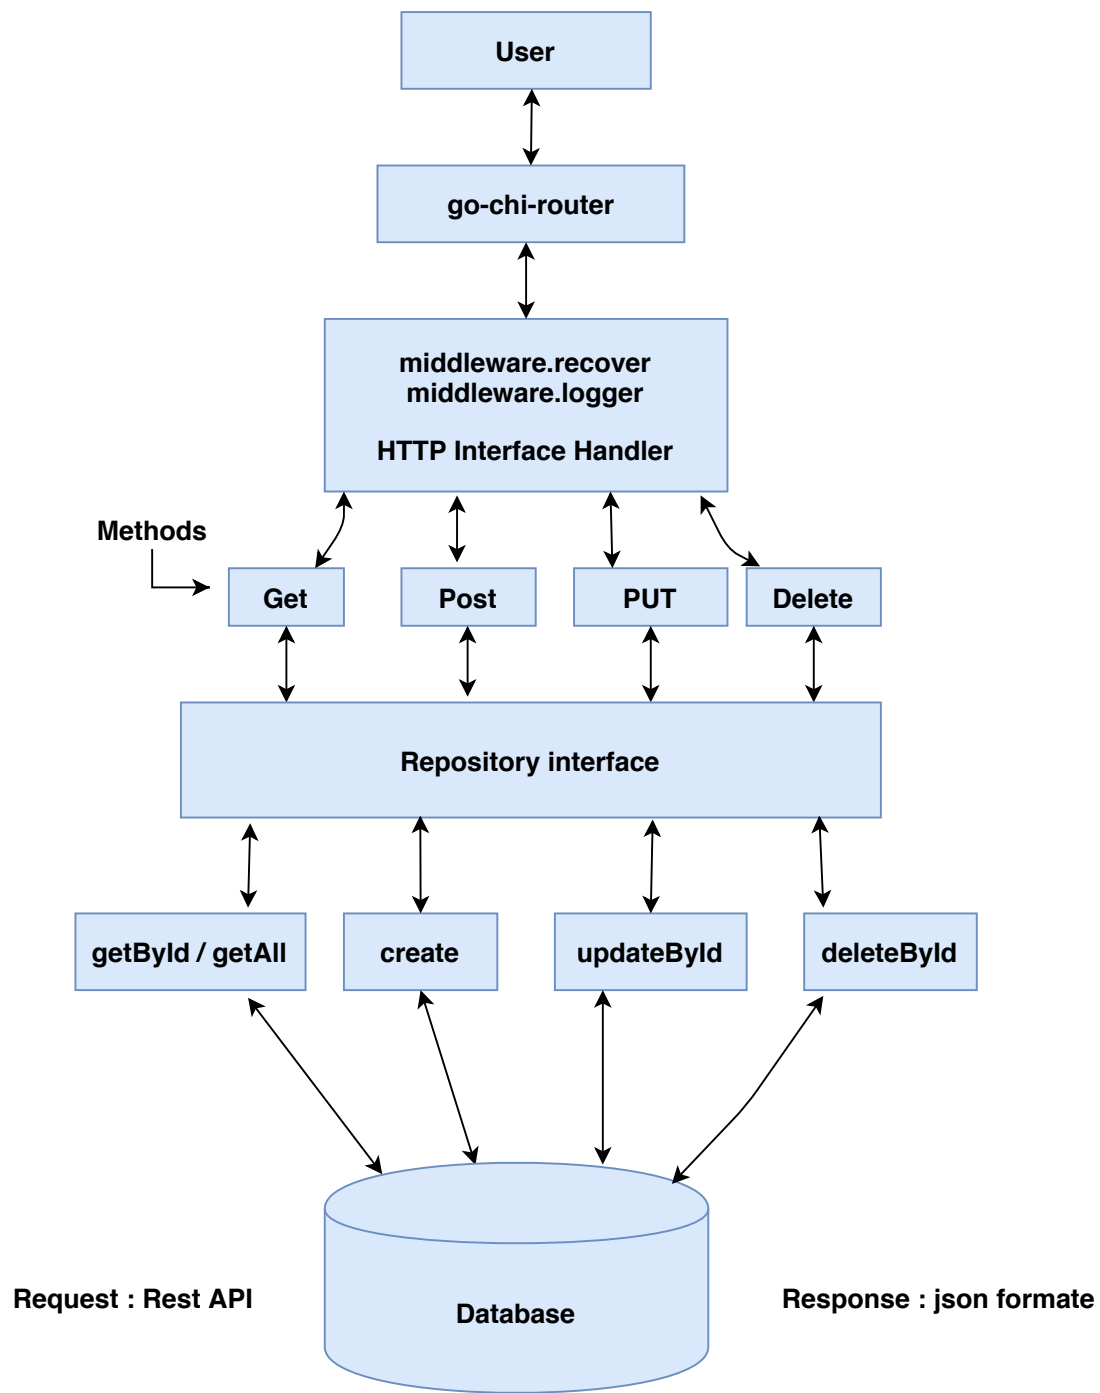 User
go-chi-router
middleware.recover
middleware.logger
HTTP Interface Handler
Methods
Get
Post
PUT
Delete
Repository interface
getById / getAll
create
updateById
deleteById
Request : Rest API
Database
Response : json formate